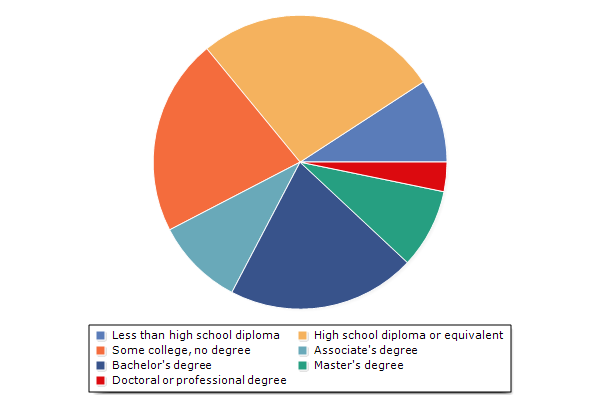 Less than high school diploma
High school diploma or equivalent
Some college, no degree
Associate's degree
Bachelor's degree
Master's degree
Doctoral or professional degree